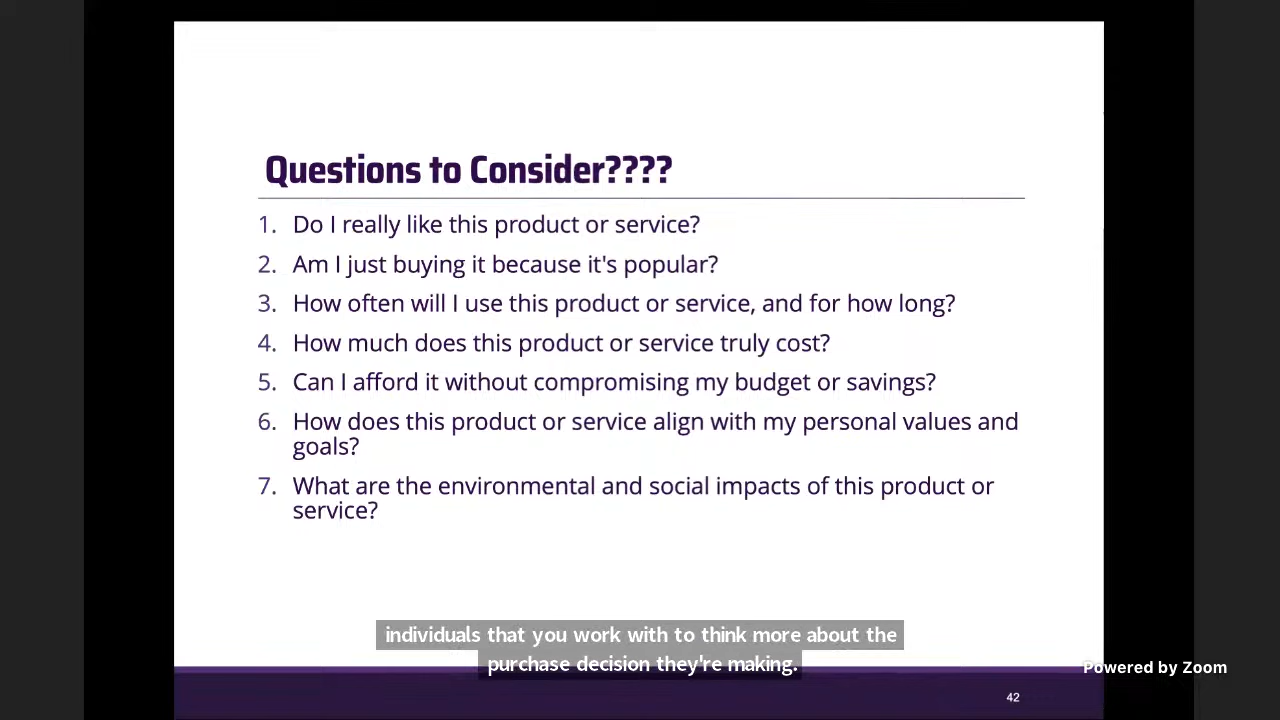 Questions to Consider????
1. Do I really like this product or service?
2. Am I just buying it because it's popular?
3. How often will I use this product or service, and for how long?
4. How much does this product or service truly cost?
5. Can I afford it without compromising my budget or savings?
6. How does this product or service align with my personal values and
goals?
7. What are the environmental and social impacts of this product or
service?
individuals that you work with to think more about the
purchase decision they're making.
Powered by Zoom
42